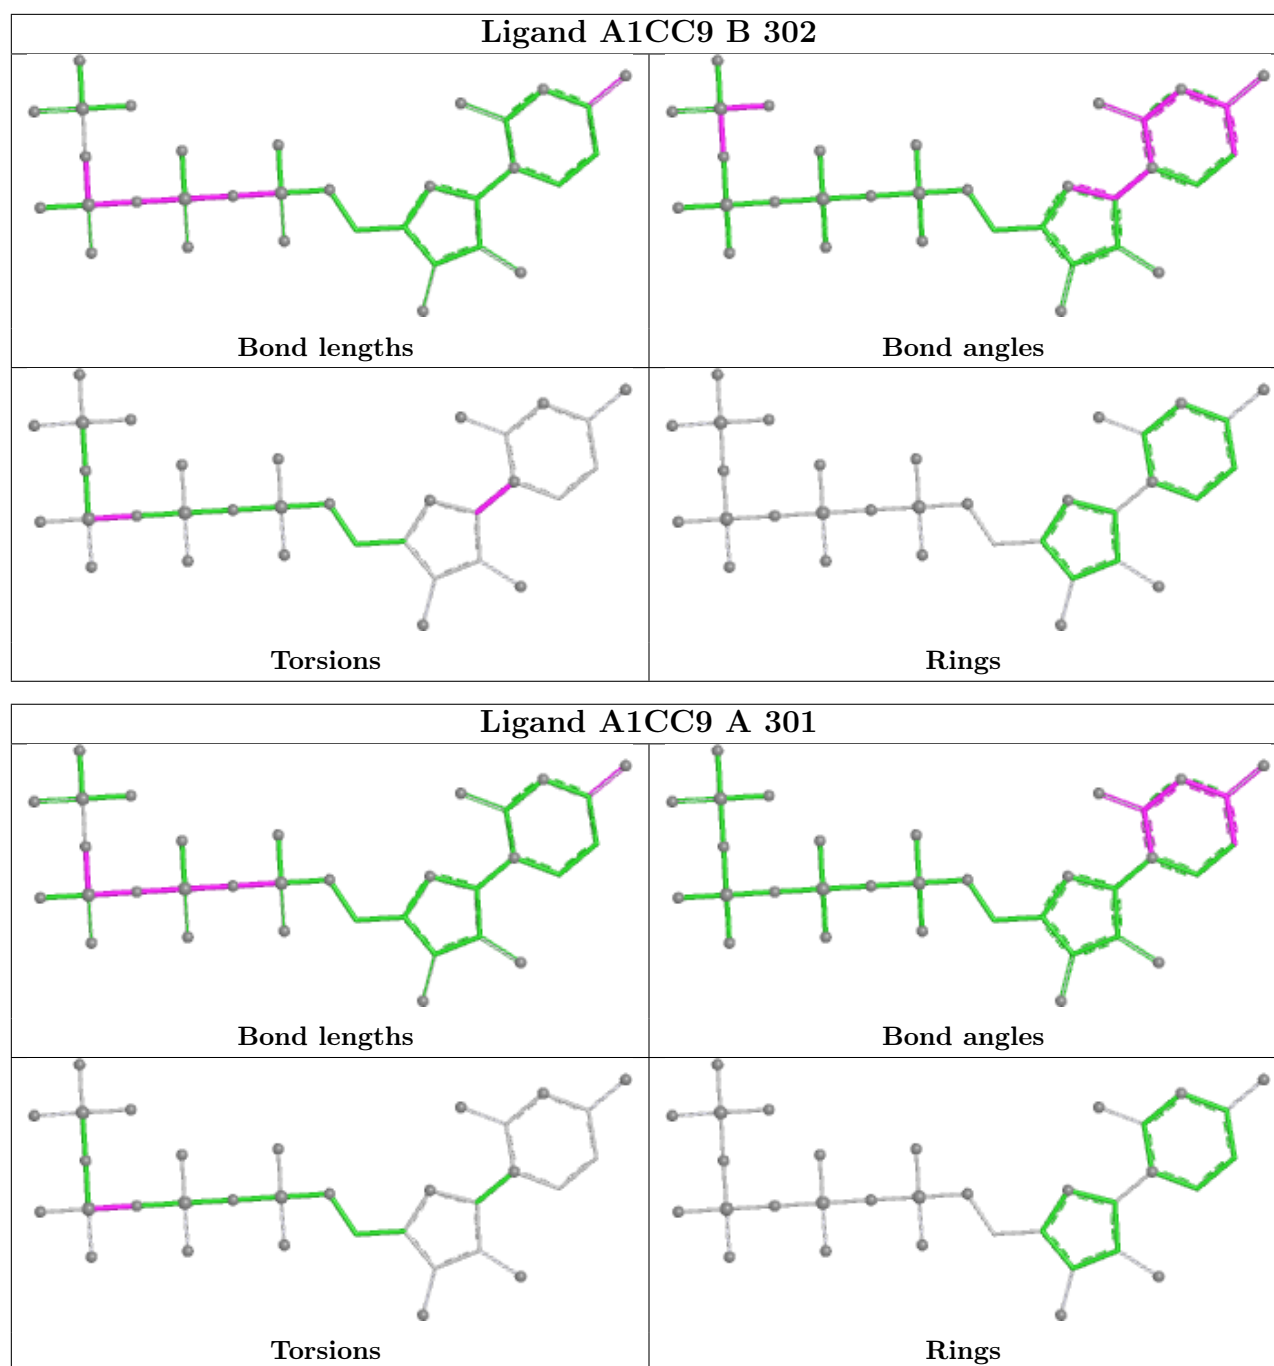 Ligand A1CC9 B 302
Bond lengths
Bond angles
Torsions
Rings
Ligand A1CC9 A 301
Bond lengths
Bond angles
Torsions
Rings